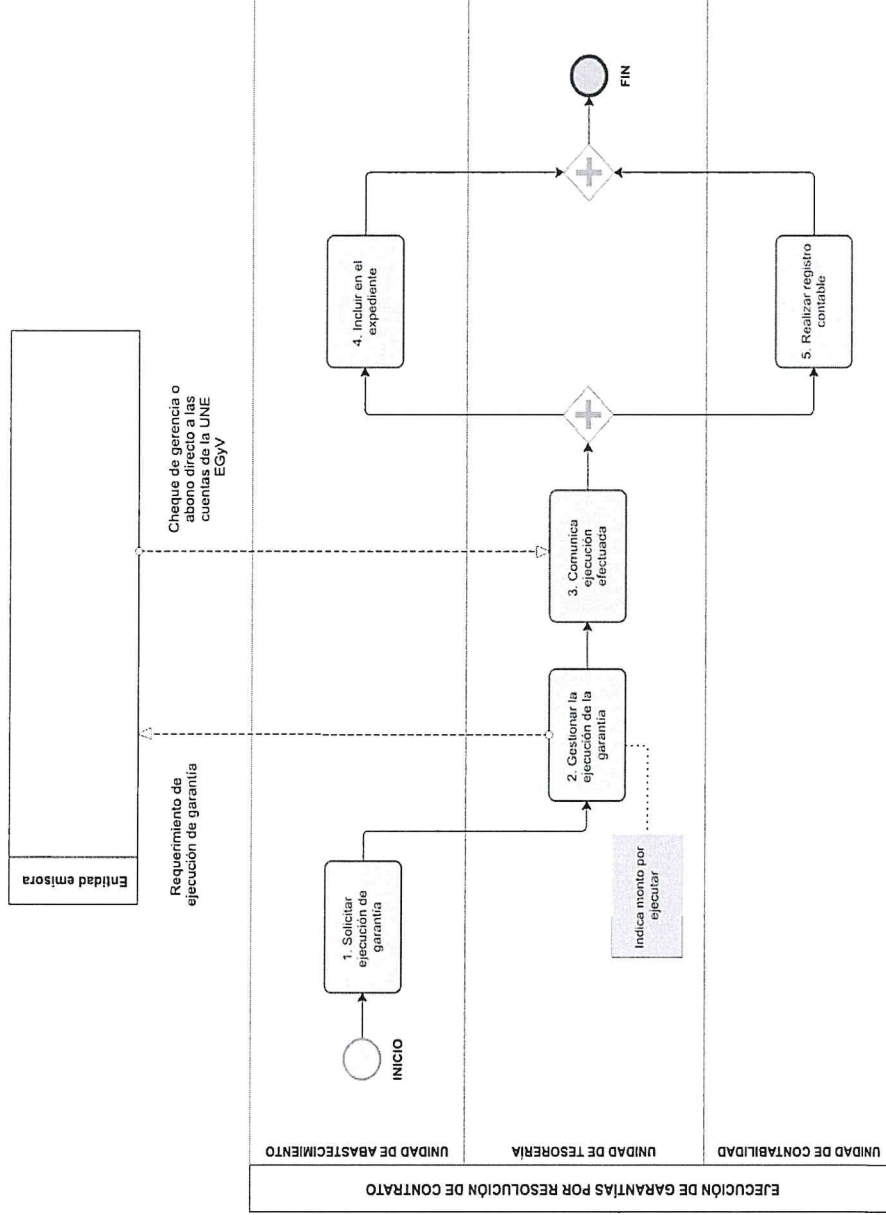 Entidad emisora
Requerimiento de
ejecución de garantía
Cheque de gerencia o
abono directo a las
cuentas de la UNE
EGyV
EJECUCIÓN DE GARANTÍAS POR RESOLUCIÓN DE CONTRATO
UNIDAD DE ABASTECIMIENTO
INICIO
1. Solicitar
ejecución de
garantía
4. Incluir en el
expediente
UNIDAD DE TESORERÍA
Indica monto por
ejecutar
2. Gestionar la
ejecución de la
garantía
3. Comunica
ejecución
efectuada
FIN
UNIDAD DE CONTABILIDAD
5. Realizar registro
contable